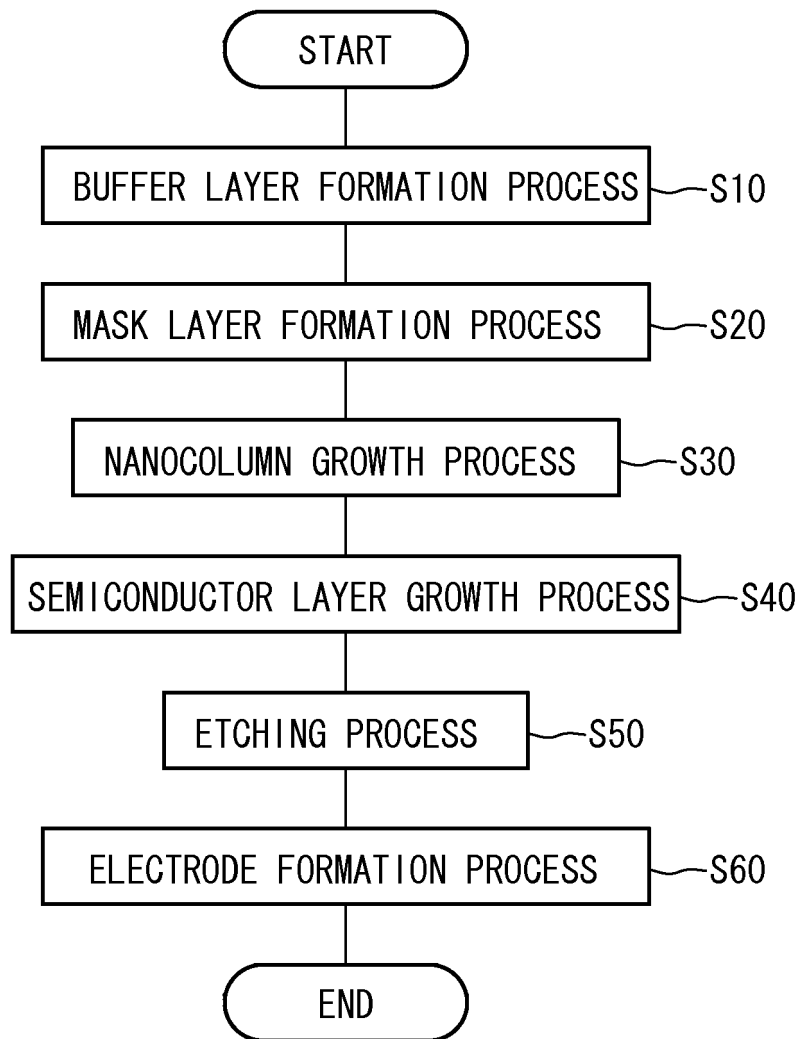 START
BUFFER LAYER FORMATION PROCESS S10
MASK LAYER FORMATION PROCESS S20
NANOCOLUMN GROWTH PROCESS S30
SEMICONDUCTOR LAYER GROWTH PROCESS S40
ETCHING PROCESS S50
ELECTRODE FORMATION PROCESS S60
END